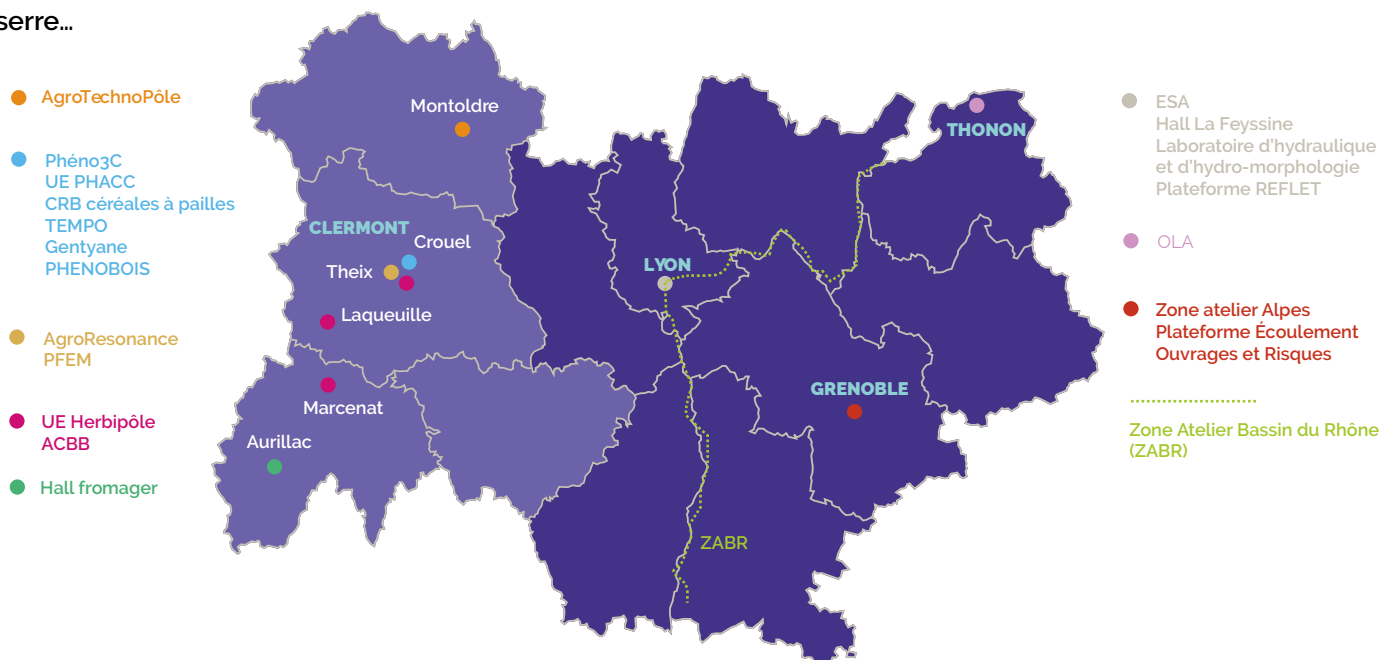 serre...
AgroTechnoPôle
Phéno3C
UE PHACC
CRB céréales à pailles
TEMPO
Gentyane
PHENOBOIS
AgroResonance
PFEM
UE Herbipôle
ACBB
Hall fromager
Montoldre
CLERMONT
Crouel
Theix
Laqueuille
Marcenat
Aurillac
LYON
THONON
GRENOBLE
ZABR
ESA
Hall La Feyssine
Laboratoire d'hydraulique
et d'hydro-morphologie
Plateforme REFLET
OLA
Zone atelier Alpes
Plateforme Écoulement
Ouvrages et Risques
Zone Atelier Bassin du Rhône
(ZABR)